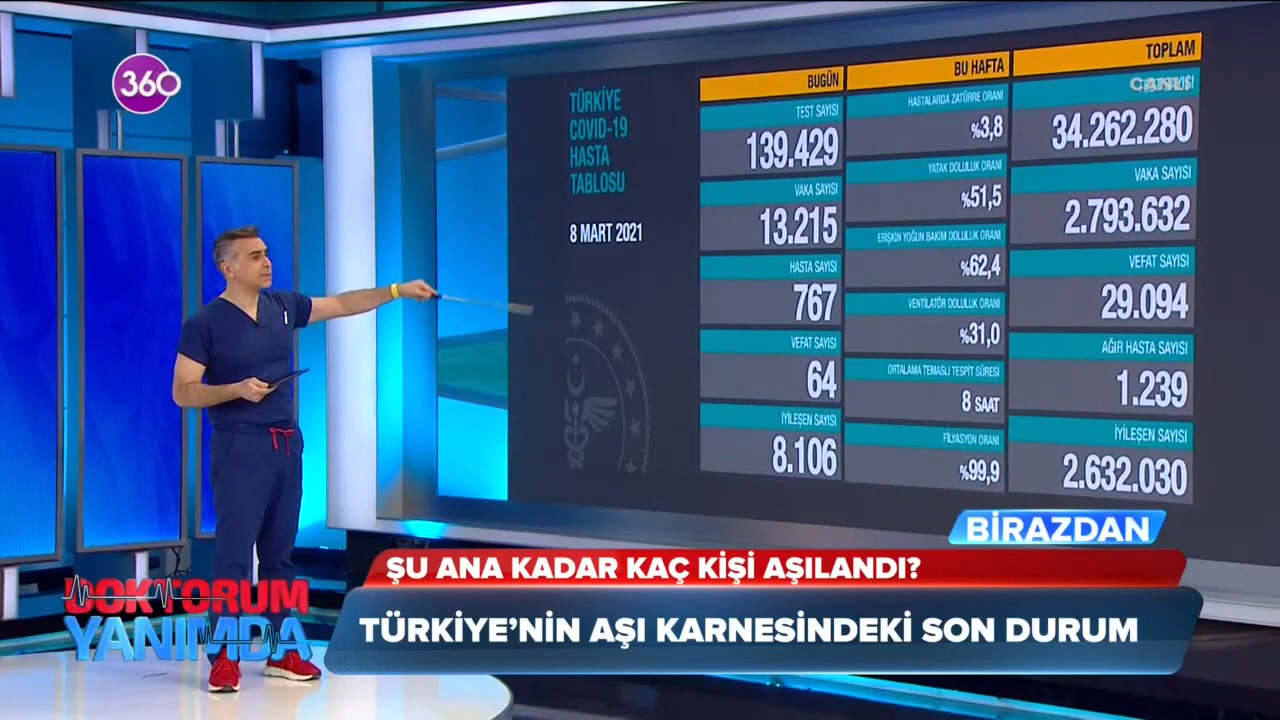 360
TÜRKİYE
COVID-19
HASTA
TABLOSU
8 MART 2021
BUGÜN
TEST SAYISI
139.429
VAKA SAYISI
13.215
HASTA SAYISI
767
VEFAT SAYISI
64
İYİLEŞEN SAYISI
8.106
BU HAFTA
HASTALARDA ZATÜRRE ORANI
%3,8
YATAK DOLULUK ORANI
%51,5
ERİŞKİN YOĞUN BAKIM DOLULUK ORANI
%62,4
VENTİLATÖR DOLULUK ORANI
%31,0
ORTALAMA TEMASLI TESPİT SÜRESİ
8 SAAT
FİLYASYON ORANI
%99,9
TOPLAM
CANLI
34.262.280
VAKA SAYISI
2.793.632
VEFAT SAYISI
29.094
AĞIR HASTA SAYISI
1.239
İYİLEŞEN SAYISI
2.632.030
BİRAZDAN
ŞU ANA KADAR KAÇ KİŞİ AŞILANDI?
TÜRKİYE'NİN AŞI KARNESİNDEKİ SON DURUM
DOKTORUM
YANIMDA